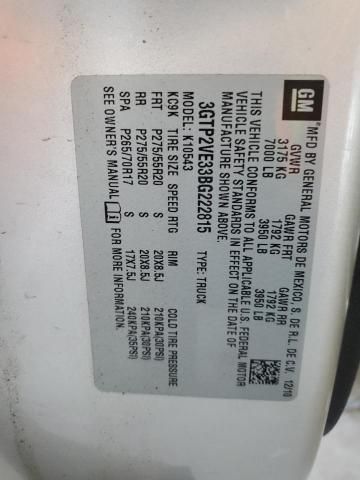 GM
MFD BY GENERAL MOTORS DE MEXICO S. DE R.L. DE C.V. 12/10
GVWR GAWR FRT GAWR RR
3175 KG 1792 KG 1792 KG
7000 LB 3950 LB 3950 LB
THIS VEHICLE CONFORMS TO ALL APPLICABLE U.S. FEDERAL MOTOR
VEHICLE SAFETY STANDARDS IN EFFECT ON THE DATE OF
MANUFACTURE SHOWN ABOVE.
3GTP2VE33BG222815 TYPE: TRUCK
MODEL: K10543
KC9K TIRE SIZE SPEED RTG RIM COLD TIRE PRESSURE
FRT P275/55R20 S 20X8.5J 210KPA(30PSI)
RR P275/55R20 S 20X8.5J 210KPA(30PSI)
SPA P265/70R17 S 17X7.5J 240KPA(35PSI)
SEE OWNER'S MANUAL FOR MORE INFORMATION.